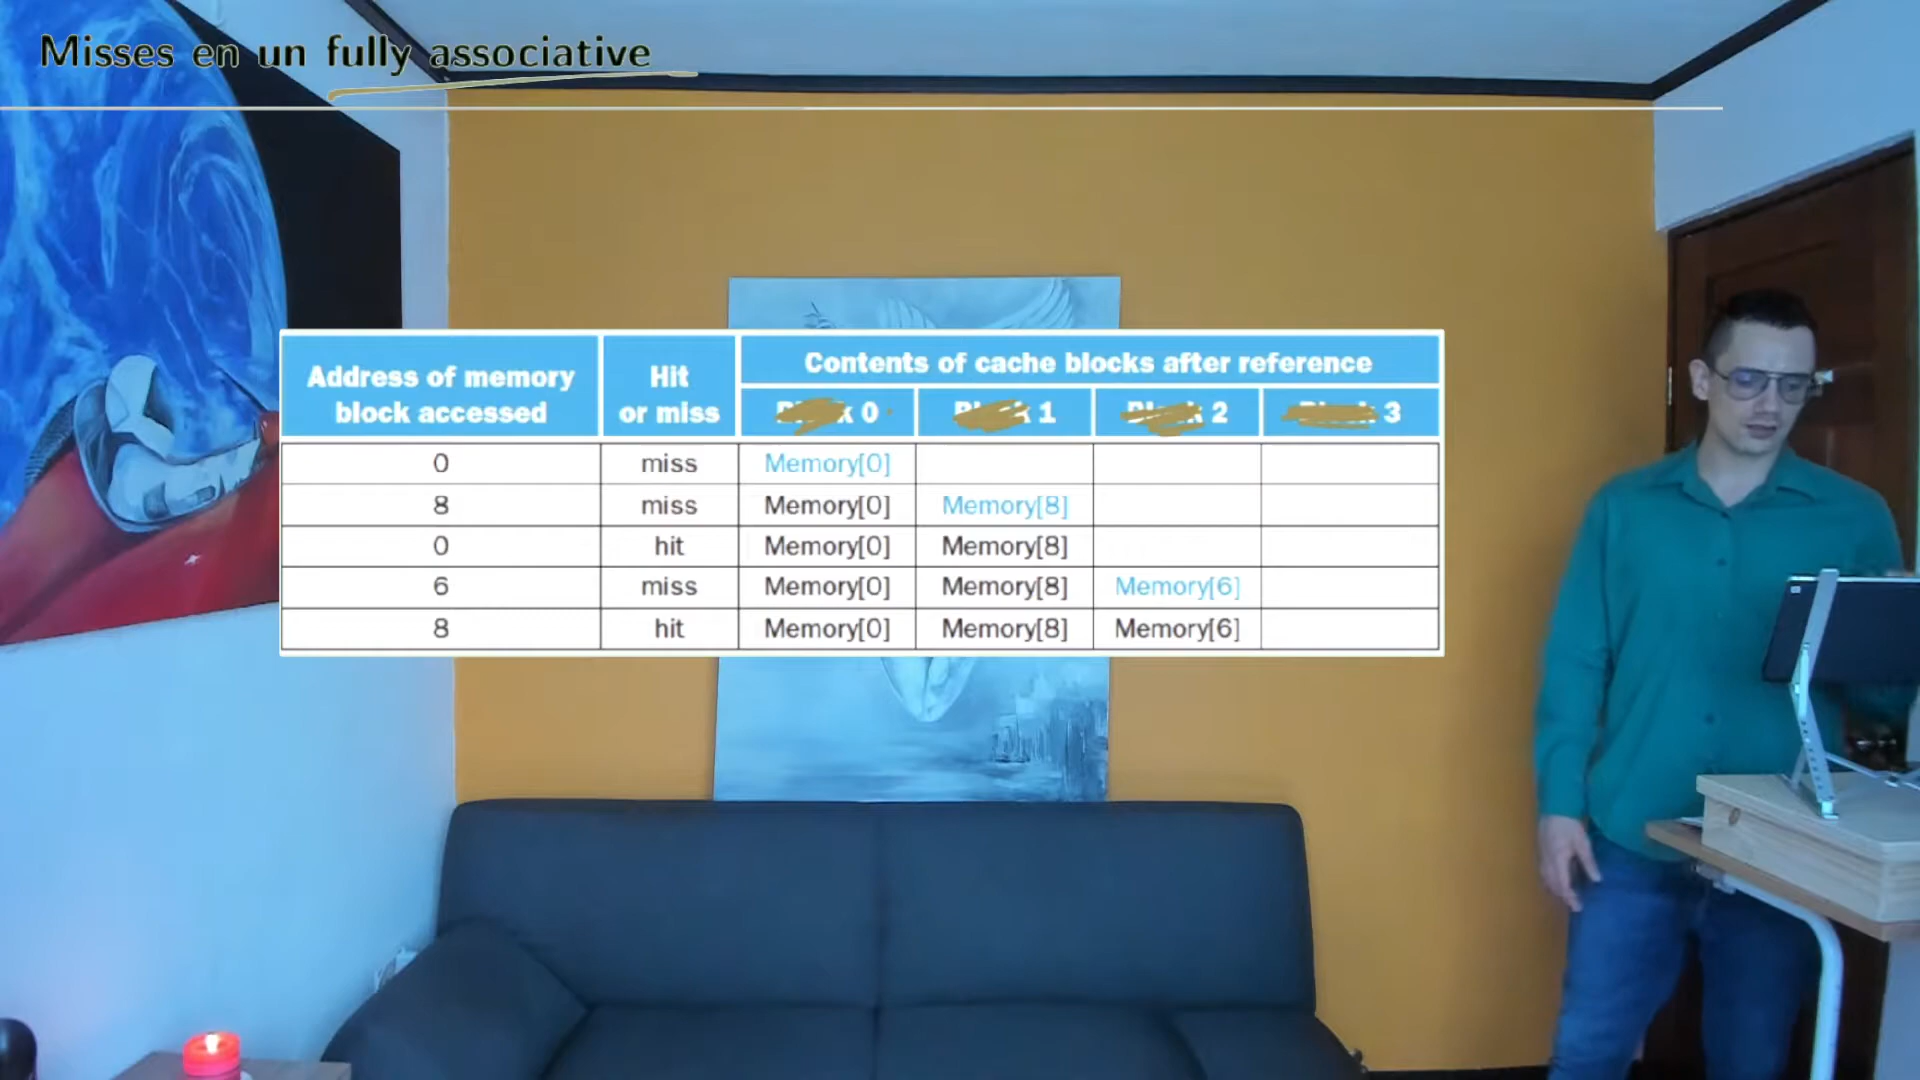 Misses en un fully associative
Address of memory block accessed
Hit or miss
Contents of cache blocks after reference
0 1 2 3
0 miss Memory[0]
8 miss Memory[0] Memory[8]
0 hit Memory[0] Memory[8]
6 miss Memory[0] Memory[8] Memory[6]
8 hit Memory[0] Memory[8] Memory[6]